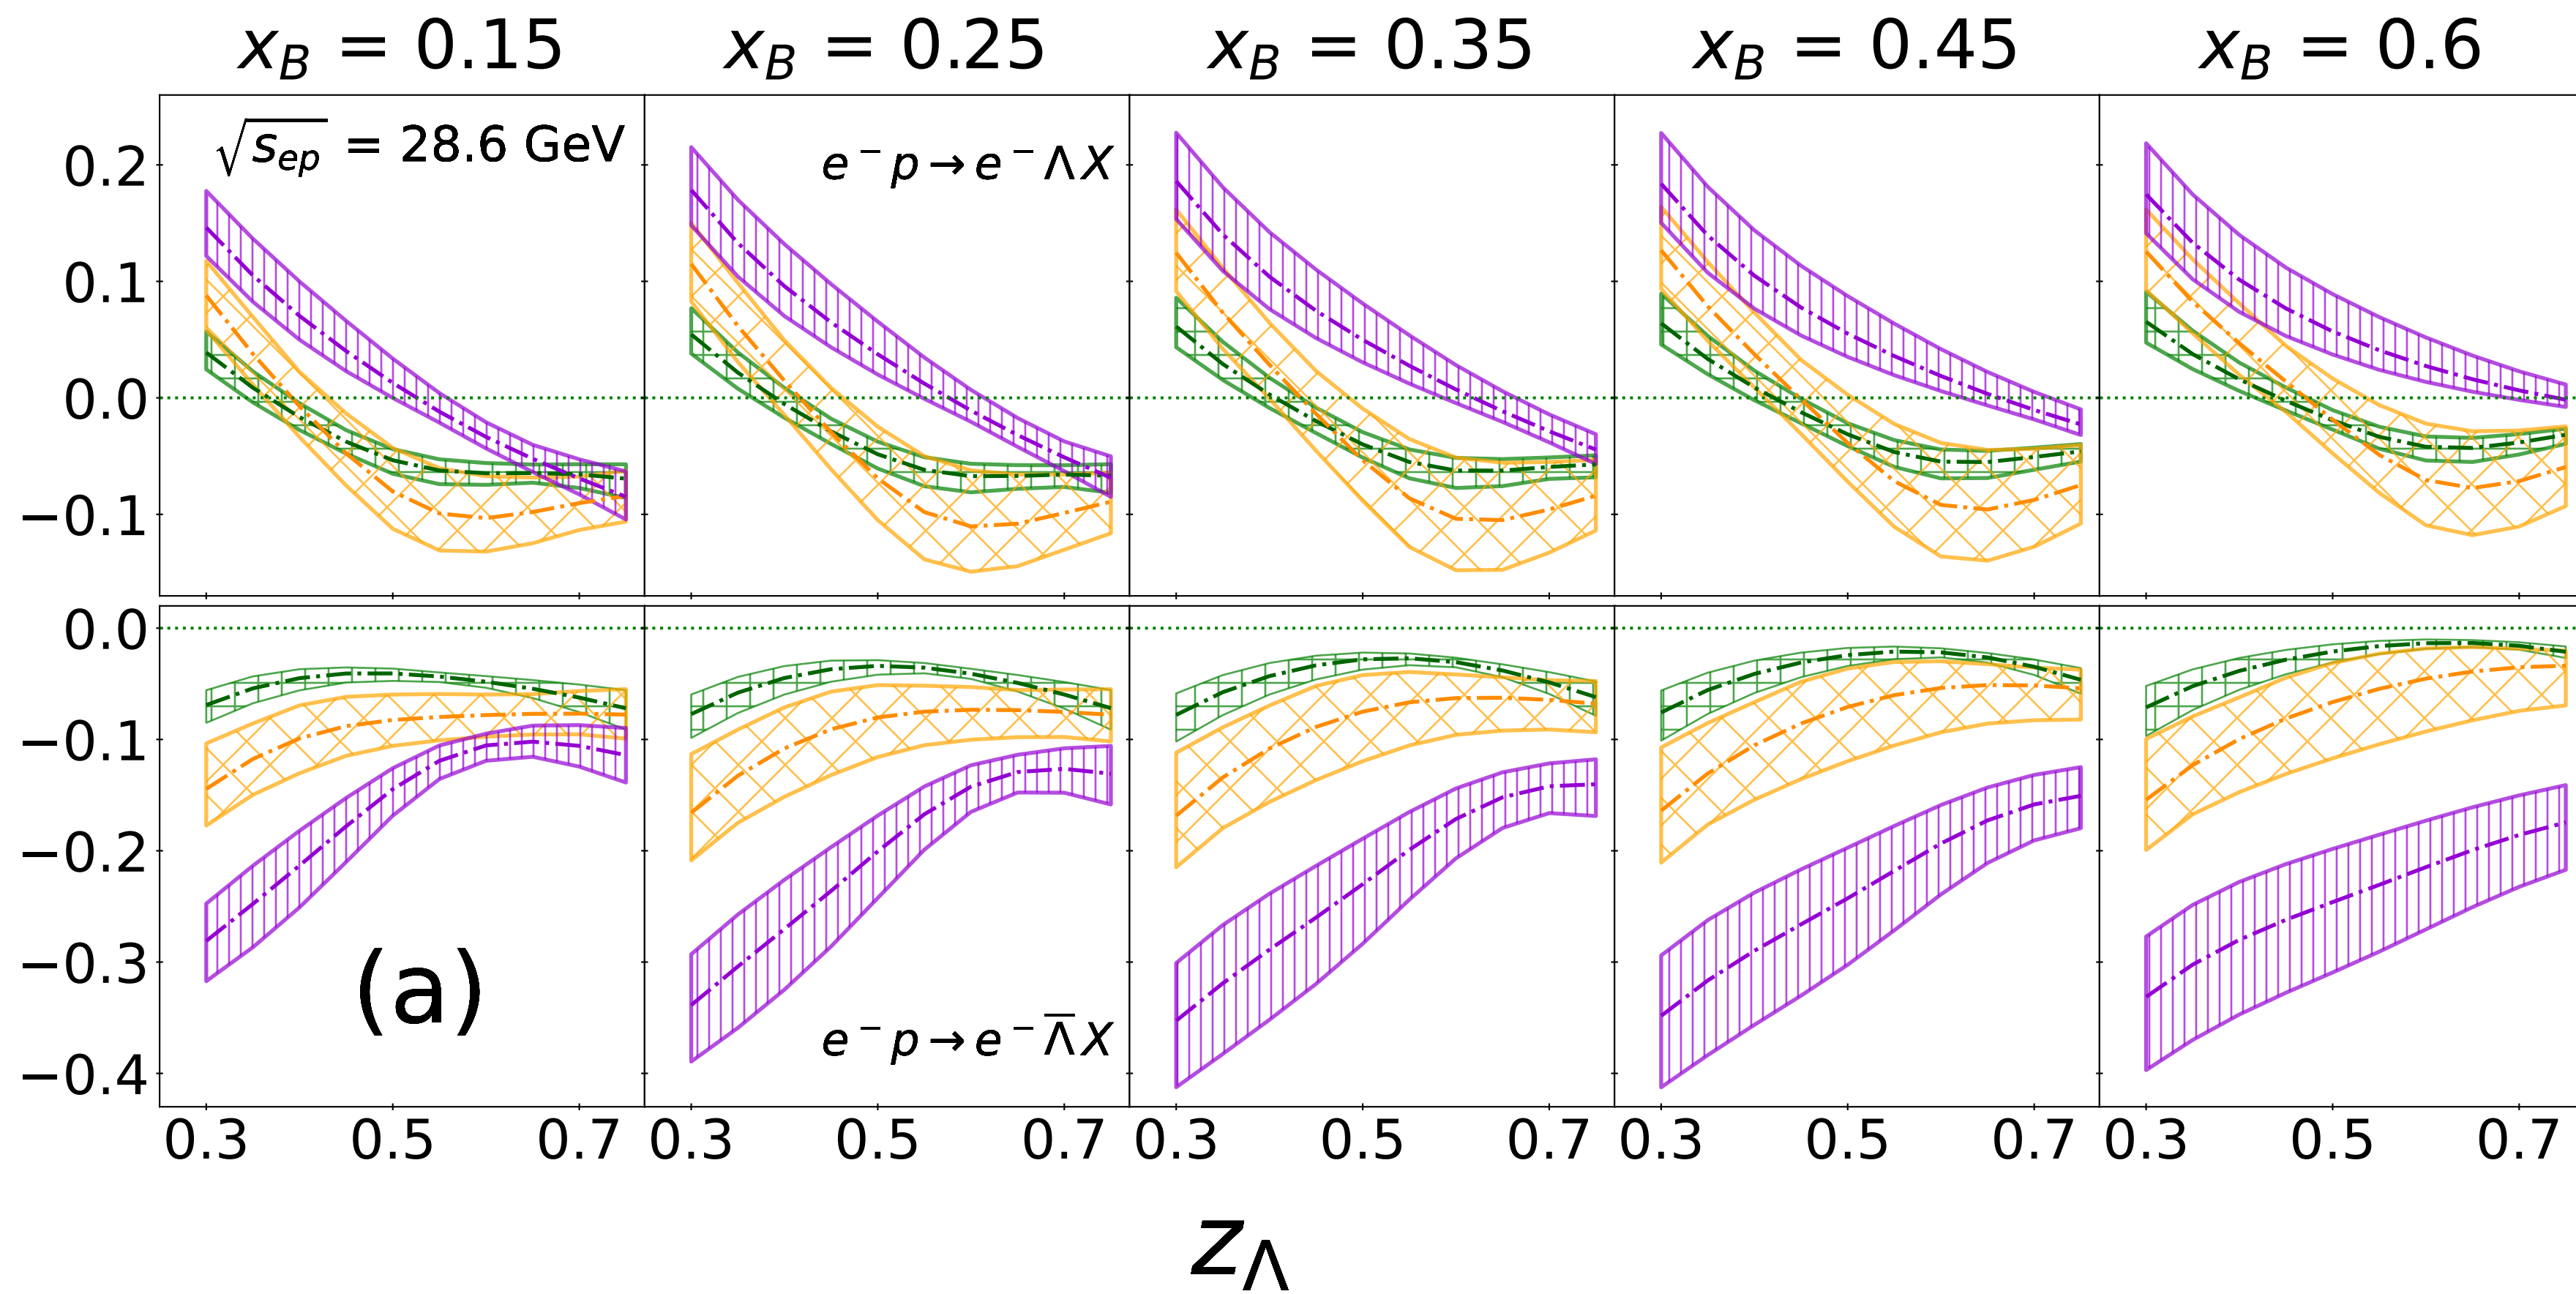 x_B = 0.15 x_B = 0.25 x_B = 0.35 x_B = 0.45 x_B = 0.6
√s_ep = 28.6 GeV
e⁻p→e⁻ΛX
0.2
0.1
0.0
−0.1
0.0
−0.1
−0.2
−0.3
−0.4
(a)
e⁻p→e⁻Λ̅X
0.3 0.5 0.7 0.3 0.5 0.7 0.3 0.5 0.7 0.3 0.5 0.7 0.3 0.5 0.7
z_Λ